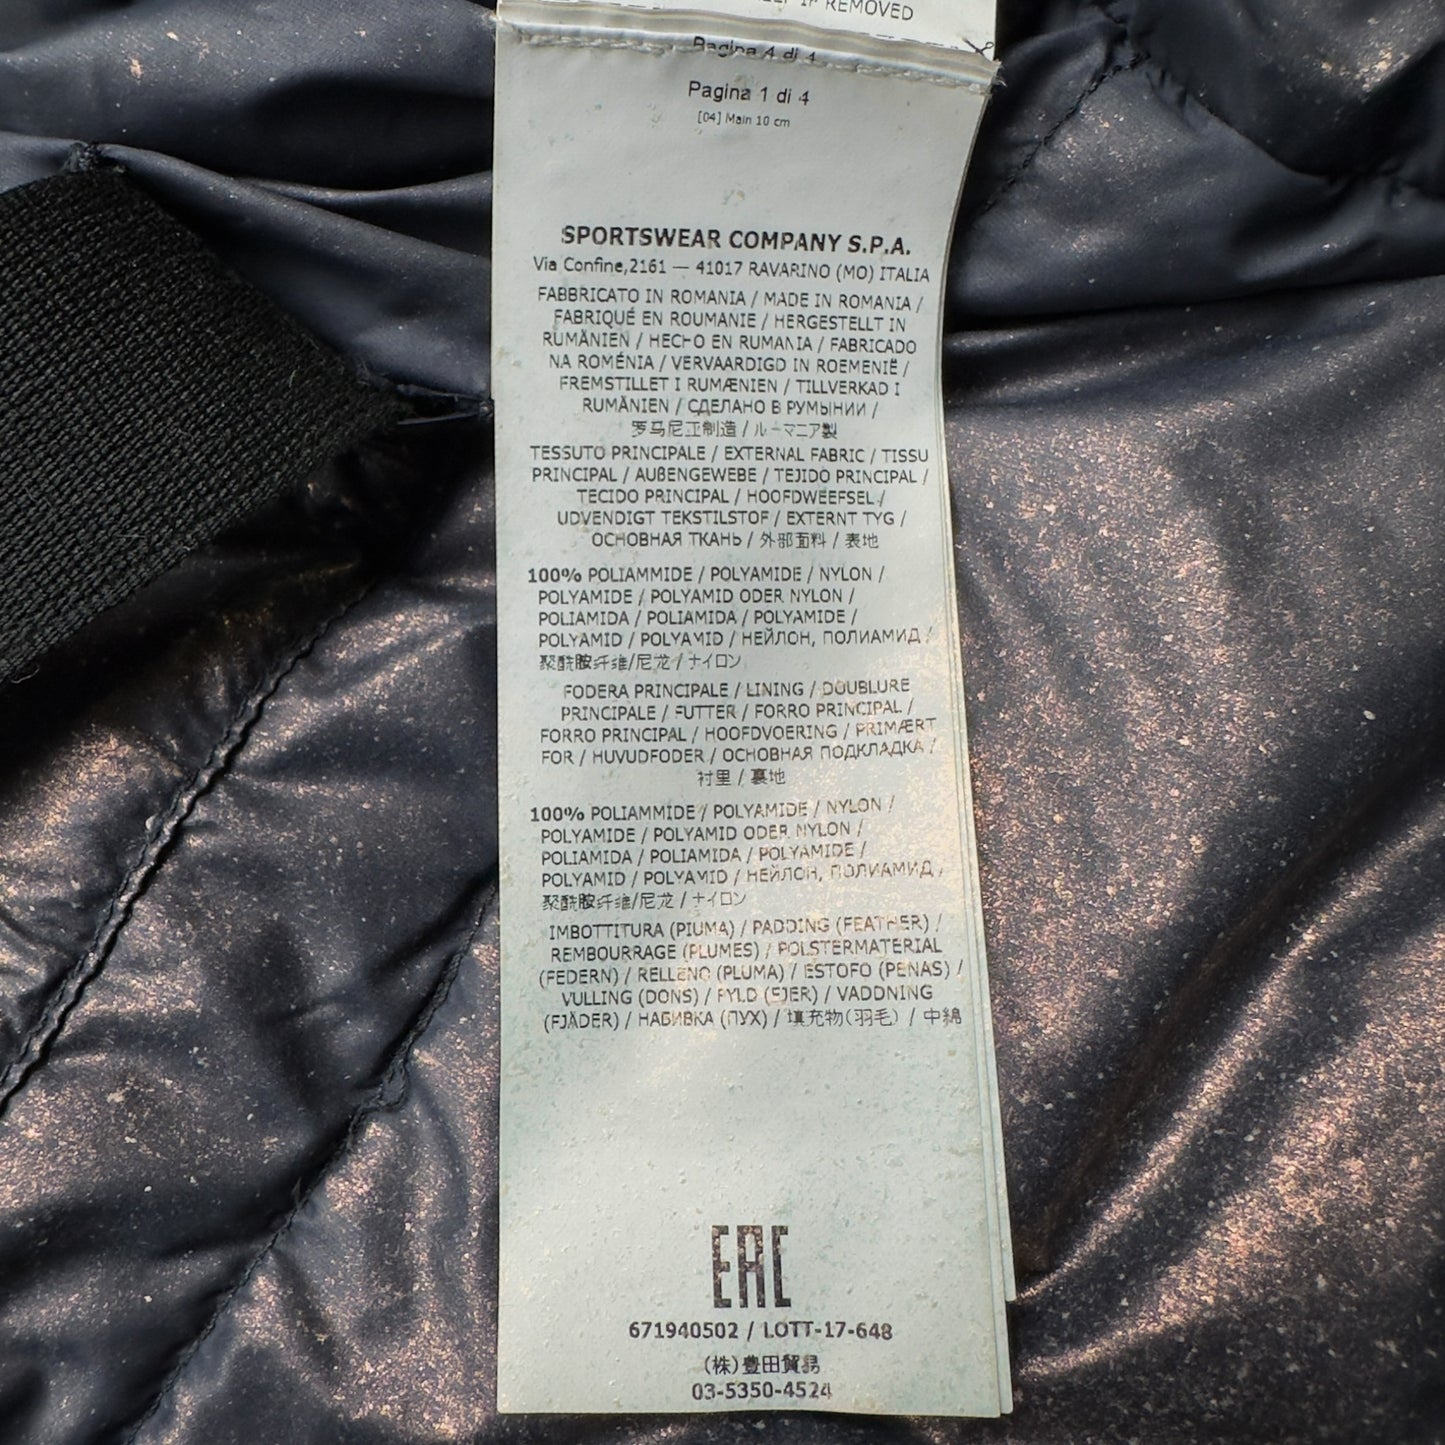 IF REMOVED
Pagina 4 di 4
Pagina 1 di 4
[04] Main 10 cm
SPORTSWEAR COMPANY S.P.A.
Via Confine,2161 — 41017 RAVARINO (MO) ITALIA
FABBRICATO IN ROMANIA / MADE IN ROMANIA /
FABRIQUÉ EN ROUMANIE / HERGESTELLT IN
RUMÄNIEN / HECHO EN RUMANIA / FABRICADO
NA ROMÉNIA / VERVAARDIGD IN ROEMENIË /
FREMSTILLET I RUMÆNIEN / TILLVERKAD I
RUMÄNIEN / СДЕЛАНО В РУМЫНИИ /
罗马尼亚制造 / ルーマニア製
TESSUTO PRINCIPALE / EXTERNAL FABRIC / TISSU
PRINCIPAL / AUßENGEWEBE / TEJIDO PRINCIPAL /
TECIDO PRINCIPAL / HOOFDWEEFSEL /
UDVENDIGT TEKSTILSTOF / EXTERNT TYG /
ОСНОВНАЯ ТКАНЬ / 外部面料 / 表地
100% POLIAMMIDE / POLYAMIDE / NYLON /
POLYAMIDE / POLYAMID ODER NYLON /
POLIAMIDA / POLIAMIDA / POLYAMIDE /
POLYAMID / POLYAMID / НЕЙЛОН, ПОЛИАМИД /
聚酰胺纤维/尼龙 / ナイロン
FODERA PRINCIPALE / LINING / DOUBLURE
PRINCIPALE / FUTTER / FORRO PRINCIPAL /
FORRO PRINCIPAL / HOOFDVOERING / PRIMÆRT
FOR / HUVUDFODER / ОСНОВНАЯ ПОДКЛАДКА /
衬里 / 裏地
100% POLIAMMIDE / POLYAMIDE / NYLON /
POLYAMIDE / POLYAMID ODER NYLON /
POLIAMIDA / POLIAMIDA / POLYAMIDE /
POLYAMID / POLYAMID / НЕЙЛОН, ПОЛИАМИД /
聚酰胺纤维/尼龙 / ナイロン
IMBOTTITURA (PIUMA) / PADDING (FEATHER) /
REMBOURRAGE (PLUMES) / POLSTERMATERIAL
(FEDERN) / RELLENO (PLUMA) / ESTOFO (PENAS) /
VULLING (DONS) / FYLD (FJER) / VADDNING
(FJÄDER) / НАБИВКА (ПУХ) / 填充物(羽毛) / 中綿
EAC
671940502 / LOTT-17-648
(株)豊田貿易
03-5350-4524